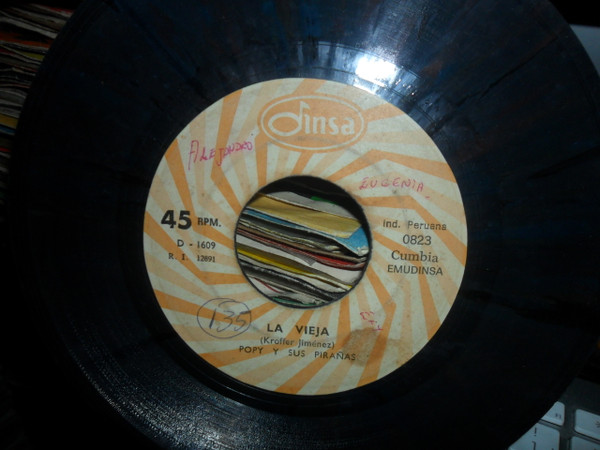 Dinsa
"ALEJANDRO"
EUGENIA
45 RPM.
D - 1609
R. I. 12891
Ind. Peruana
0823
Cumbia
EMUDINSA
135
LA VIEJA
(Kroffer Jiménez)
POPY Y SUS PIRAÑAS